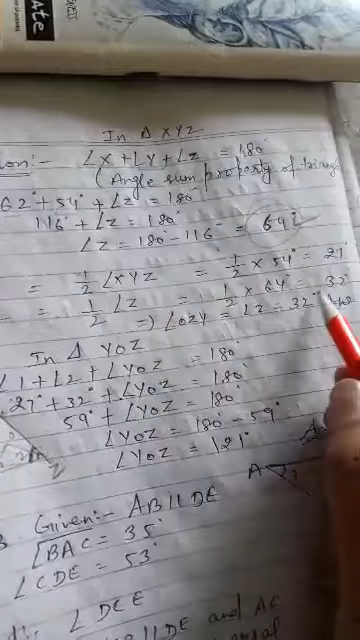 ate
In Δ XYZ
∠X + ∠Y + ∠Z = 180°
(Angle sum property of triangle
62° + 54° + ∠Z = 180°
116° + ∠Z = 180°
∠Z = 180° - 116° = 64°
= 1/2 ∠XYZ = 1/2 × 54° = 27°
= 1/2 ∠Z = 1/2 × 64° = 32°
⇒ ∠OZY = ∠2 = 32°
In Δ YOZ
∠1 + ∠2 + ∠YOZ = 180°
27° + 32° + ∠YOZ = 180°
59° + ∠YOZ = 180°
∠YOZ = 180° - 59°
∠YOZ = 121°
A
Given:- AB || DE
∠BAC = 35°
∠CDE = 53°
∠DCE
AB || DE and AC